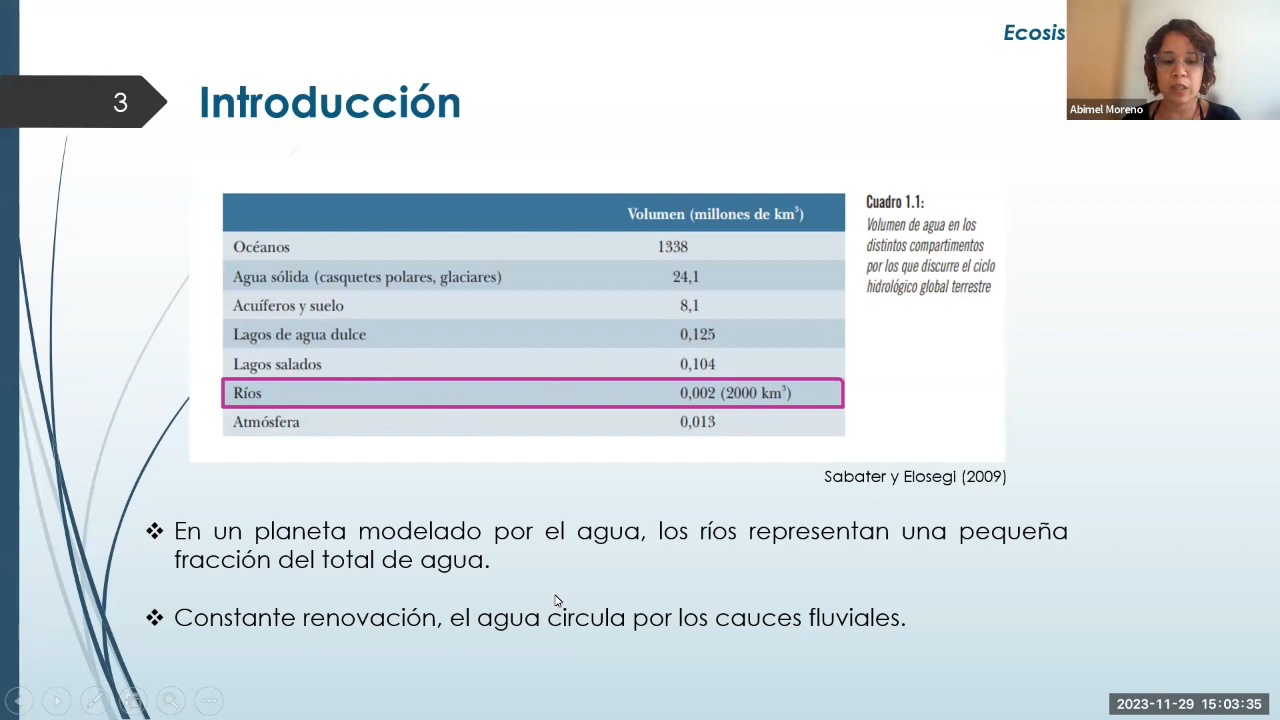 Ecosis
Abimel Moreno
3
Introducción
Volumen (millones de km³)
Océanos 1338
Agua sólida (casquetes polares, glaciares) 24,1
Acuíferos y suelo 8,1
Lagos de agua dulce 0,125
Lagos salados 0,104
Ríos 0,002 (2000 km³)
Atmósfera 0,013
Cuadro 1.1:
Volumen de agua en los
distintos compartimentos
por los que discurre el ciclo
hidrológico global terrestre
Sabater y Elosegi (2009)
❖ En un planeta modelado por el agua, los ríos representan una pequeña
fracción del total de agua.
❖ Constante renovación, el agua circula por los cauces fluviales.
2023-11-29 15:03:35